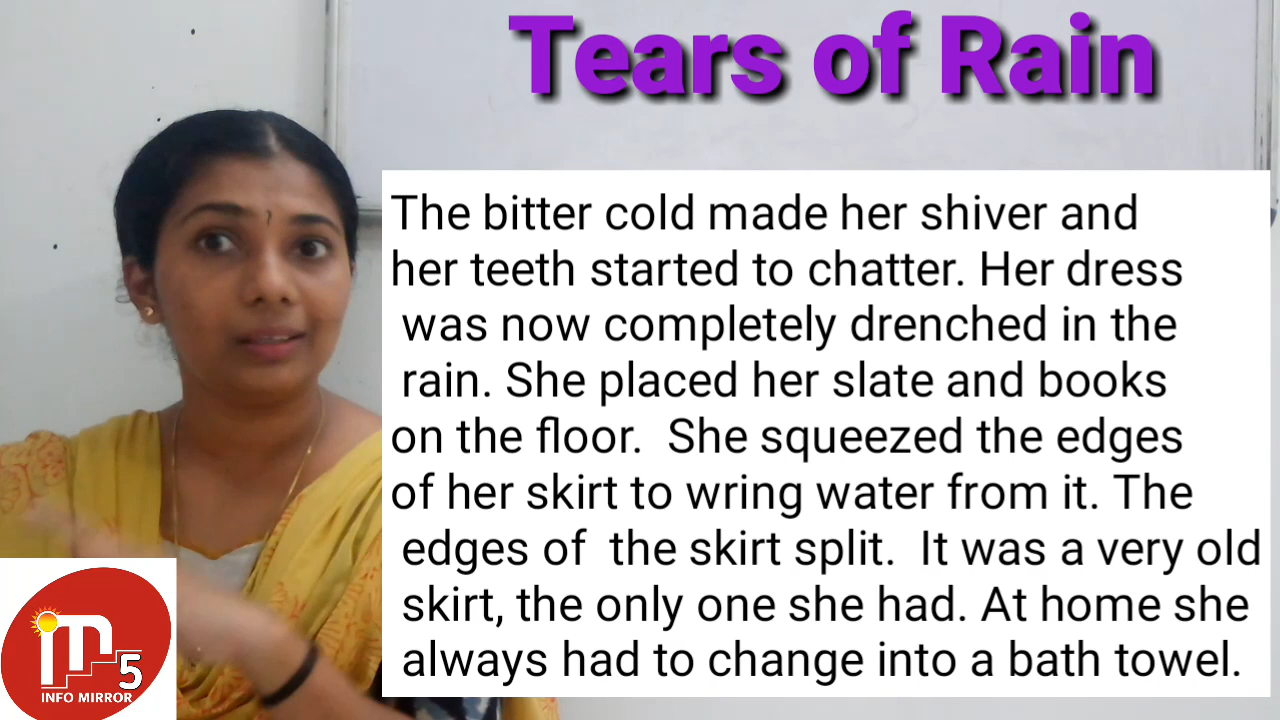 Tears of Rain
The bitter cold made her shiver and
her teeth started to chatter. Her dress
was now completely drenched in the
rain. She placed her slate and books
on the floor. She squeezed the edges
of her skirt to wring water from it. The
edges of the skirt split. It was a very old
skirt, the only one she had. At home she
always had to change into a bath towel.
im
5
INFO MIRROR